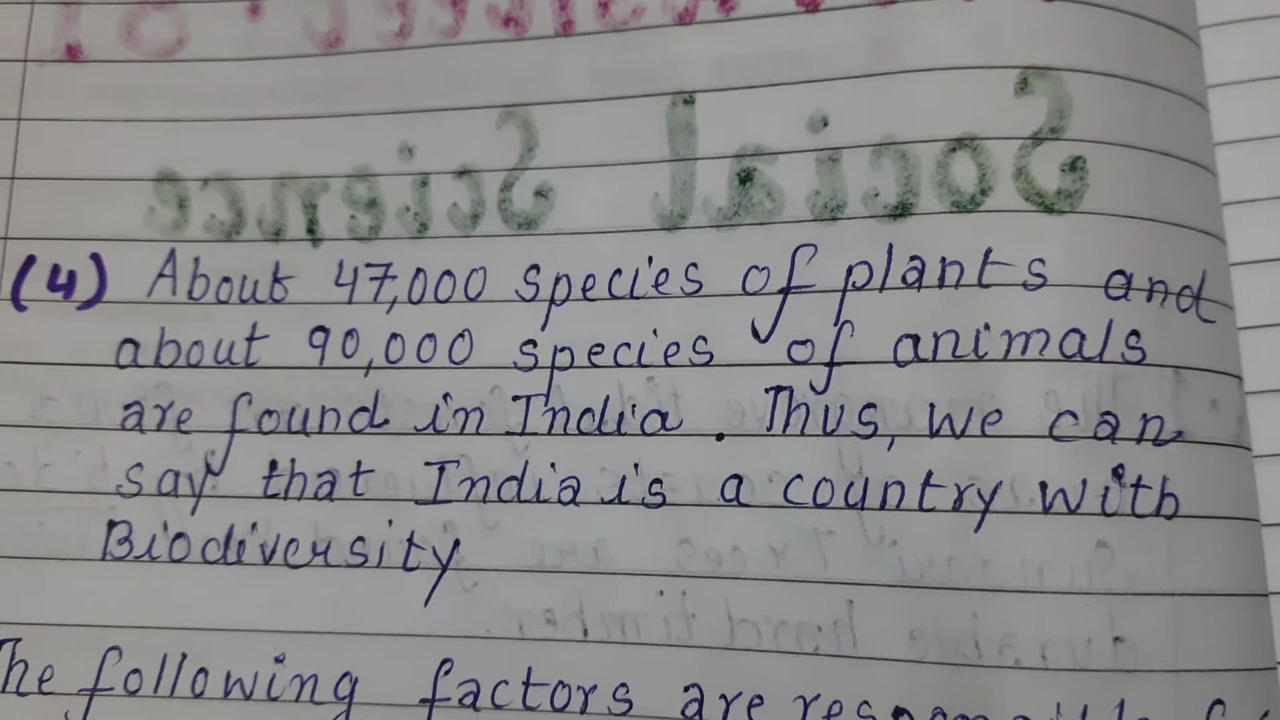 Social Science
(4) About 47,000 species of plants and
about 90,000 species of animals
are found in India. Thus, we can
say that India is a country with
Biodiversity
The following factors are